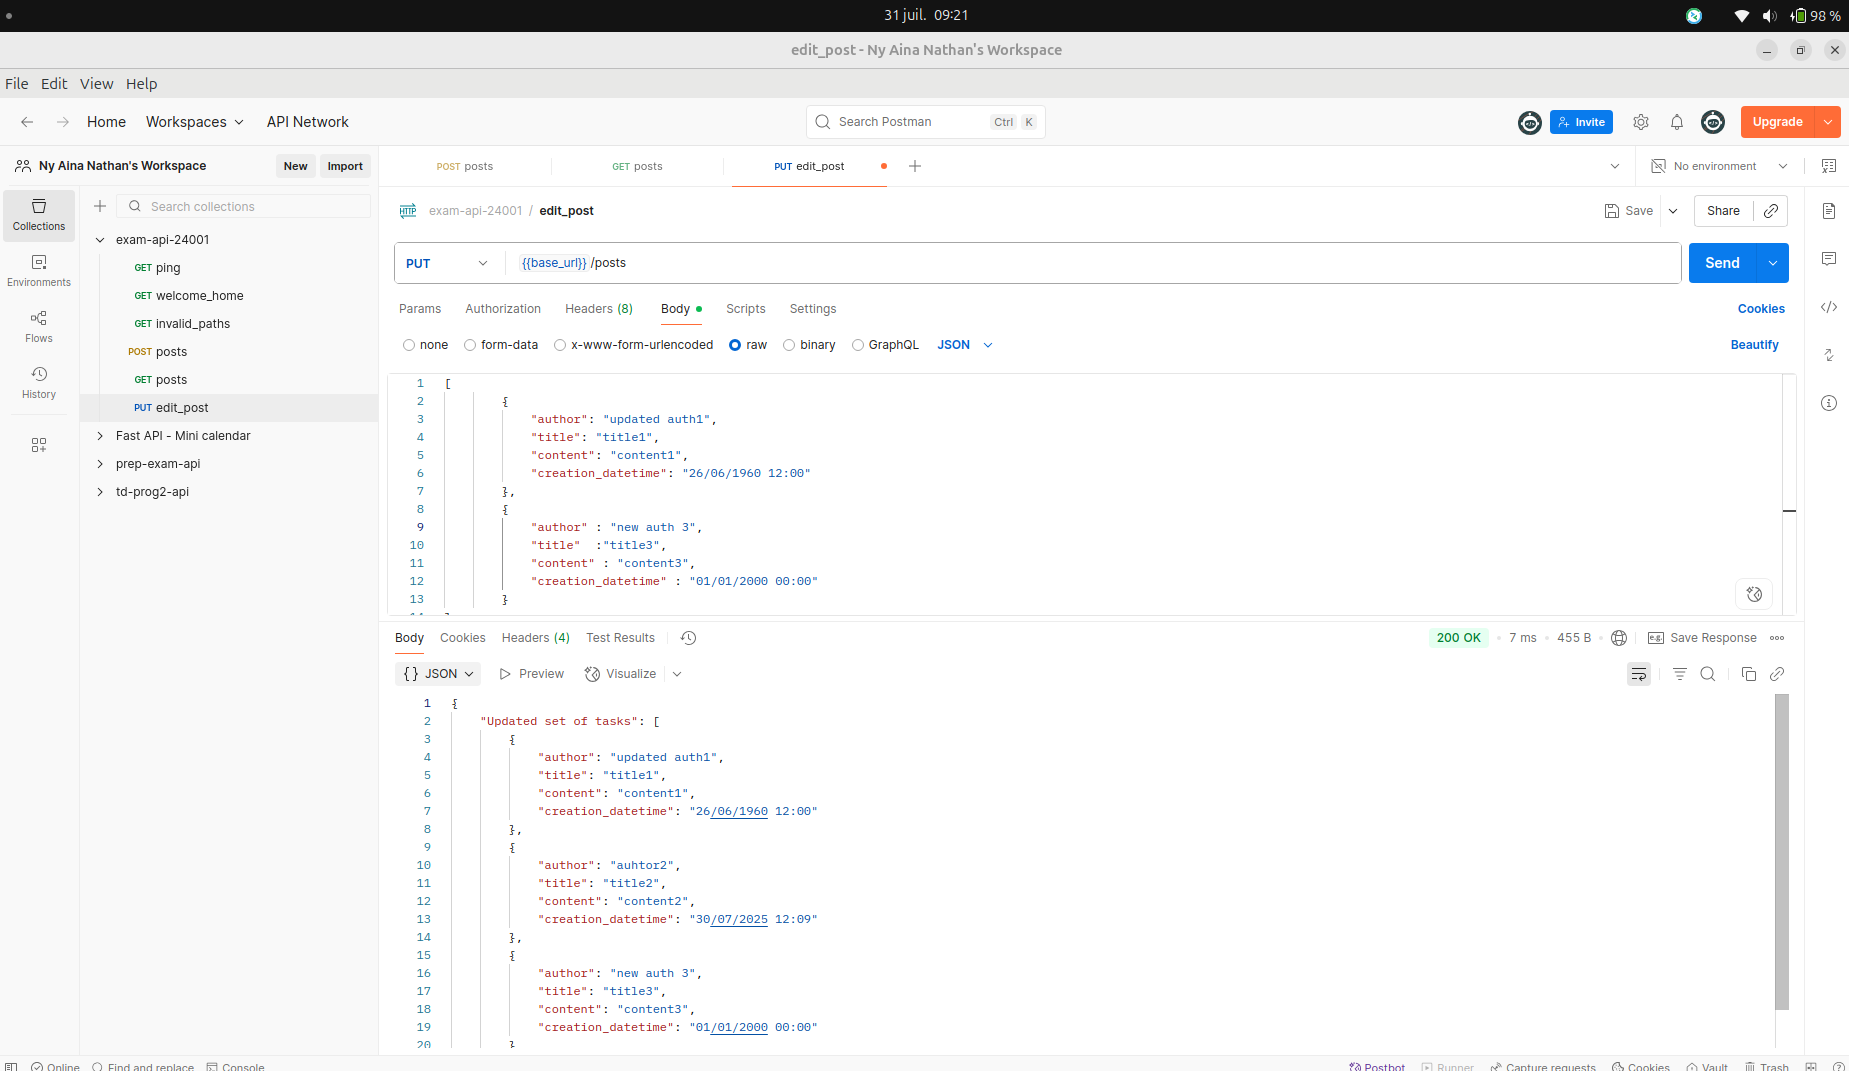 31 juil. 09:21
98 %
edit_post - Ny Aina Nathan's Workspace
File Edit View Help
Home Workspaces API Network
Search Postman Ctrl K
Invite
Upgrade
Ny Aina Nathan's Workspace New Import
POST posts GET posts PUT edit_post
No environment
Collections
Environments
Flows
History
Search collections
exam-api-24001
GET ping
GET welcome_home
GET invalid_paths
POST posts
GET posts
PUT edit_post
Fast API - Mini calendar
prep-exam-api
td-prog2-api
HTTP exam-api-24001 / edit_post
Save Share
PUT {{base_url}} /posts Send
Params Authorization Headers (8) Body Scripts Settings Cookies
none form-data x-www-form-urlencoded raw binary GraphQL JSON Beautify
1 [
2 {
3 "author": "updated auth1",
4 "title": "title1",
5 "content": "content1",
6 "creation_datetime": "26/06/1960 12:00"
7 },
8 {
9 "author" : "new auth 3",
10 "title"  :"title3",
11 "content" : "content3",
12 "creation_datetime" : "01/01/2000 00:00"
13 }
Body Cookies Headers (4) Test Results
200 OK • 7 ms • 455 B • e.g. Save Response
{} JSON Preview Visualize
1 {
2 "Updated set of tasks": [
3 {
4 "author": "updated auth1",
5 "title": "title1",
6 "content": "content1",
7 "creation_datetime": "26/06/1960 12:00"
8 },
9 {
10 "author": "auhtor2",
11 "title": "title2",
12 "content": "content2",
13 "creation_datetime": "30/07/2025 12:09"
14 },
15 {
16 "author": "new auth 3",
17 "title": "title3",
18 "content": "content3",
19 "creation_datetime": "01/01/2000 00:00"
20 }
Online Find and replace Console
Postbot Runner Capture requests Cookies Vault Trash